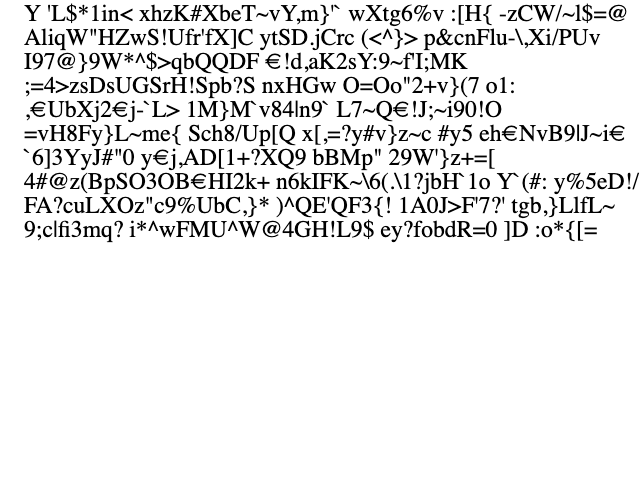 Y 'L$*1in< xhzK#XbeT~vY,m}'` wXtg6%v :[H{ -zCW/~l$=@
AliqW"HZwS!Ufr'fX]C ytSD.jCrc (<^}> p&cnFlu-\,Xi/PUv
I97@}9W*^$>qbQQDF €!d,aK2sY:9~f'I;MK
;=4>zsDsUGSrH!Spb?S nxHGw O=Oo"2+v}(7 o1:
,€UbXj2€j-`L> 1M}M`v84|n9` L7~Q€!J;~i90!O
=vH8Fy}L~me{ Sch8/Up[Q x[,=?y#v}z~c #y5 eh€NvB9|J~i€
`6]3YyJ#"0 y€j,AD[1+?XQ9 bBMp" 29W'}z+=[
4#@z(BpSO3OB€HI2k+ n6kIFK~\6(.\1?jbH`1o Y`(#: y%5eD!/
FA?cuLXOz"c9%UbC,}* )^QE'QF3{! 1A0J>F'7?' tgb,}LlfL~
9;clfi3mq? i*^wFMU^W@4GH!L9$ ey?fobdR=0 ]D :o*{[=